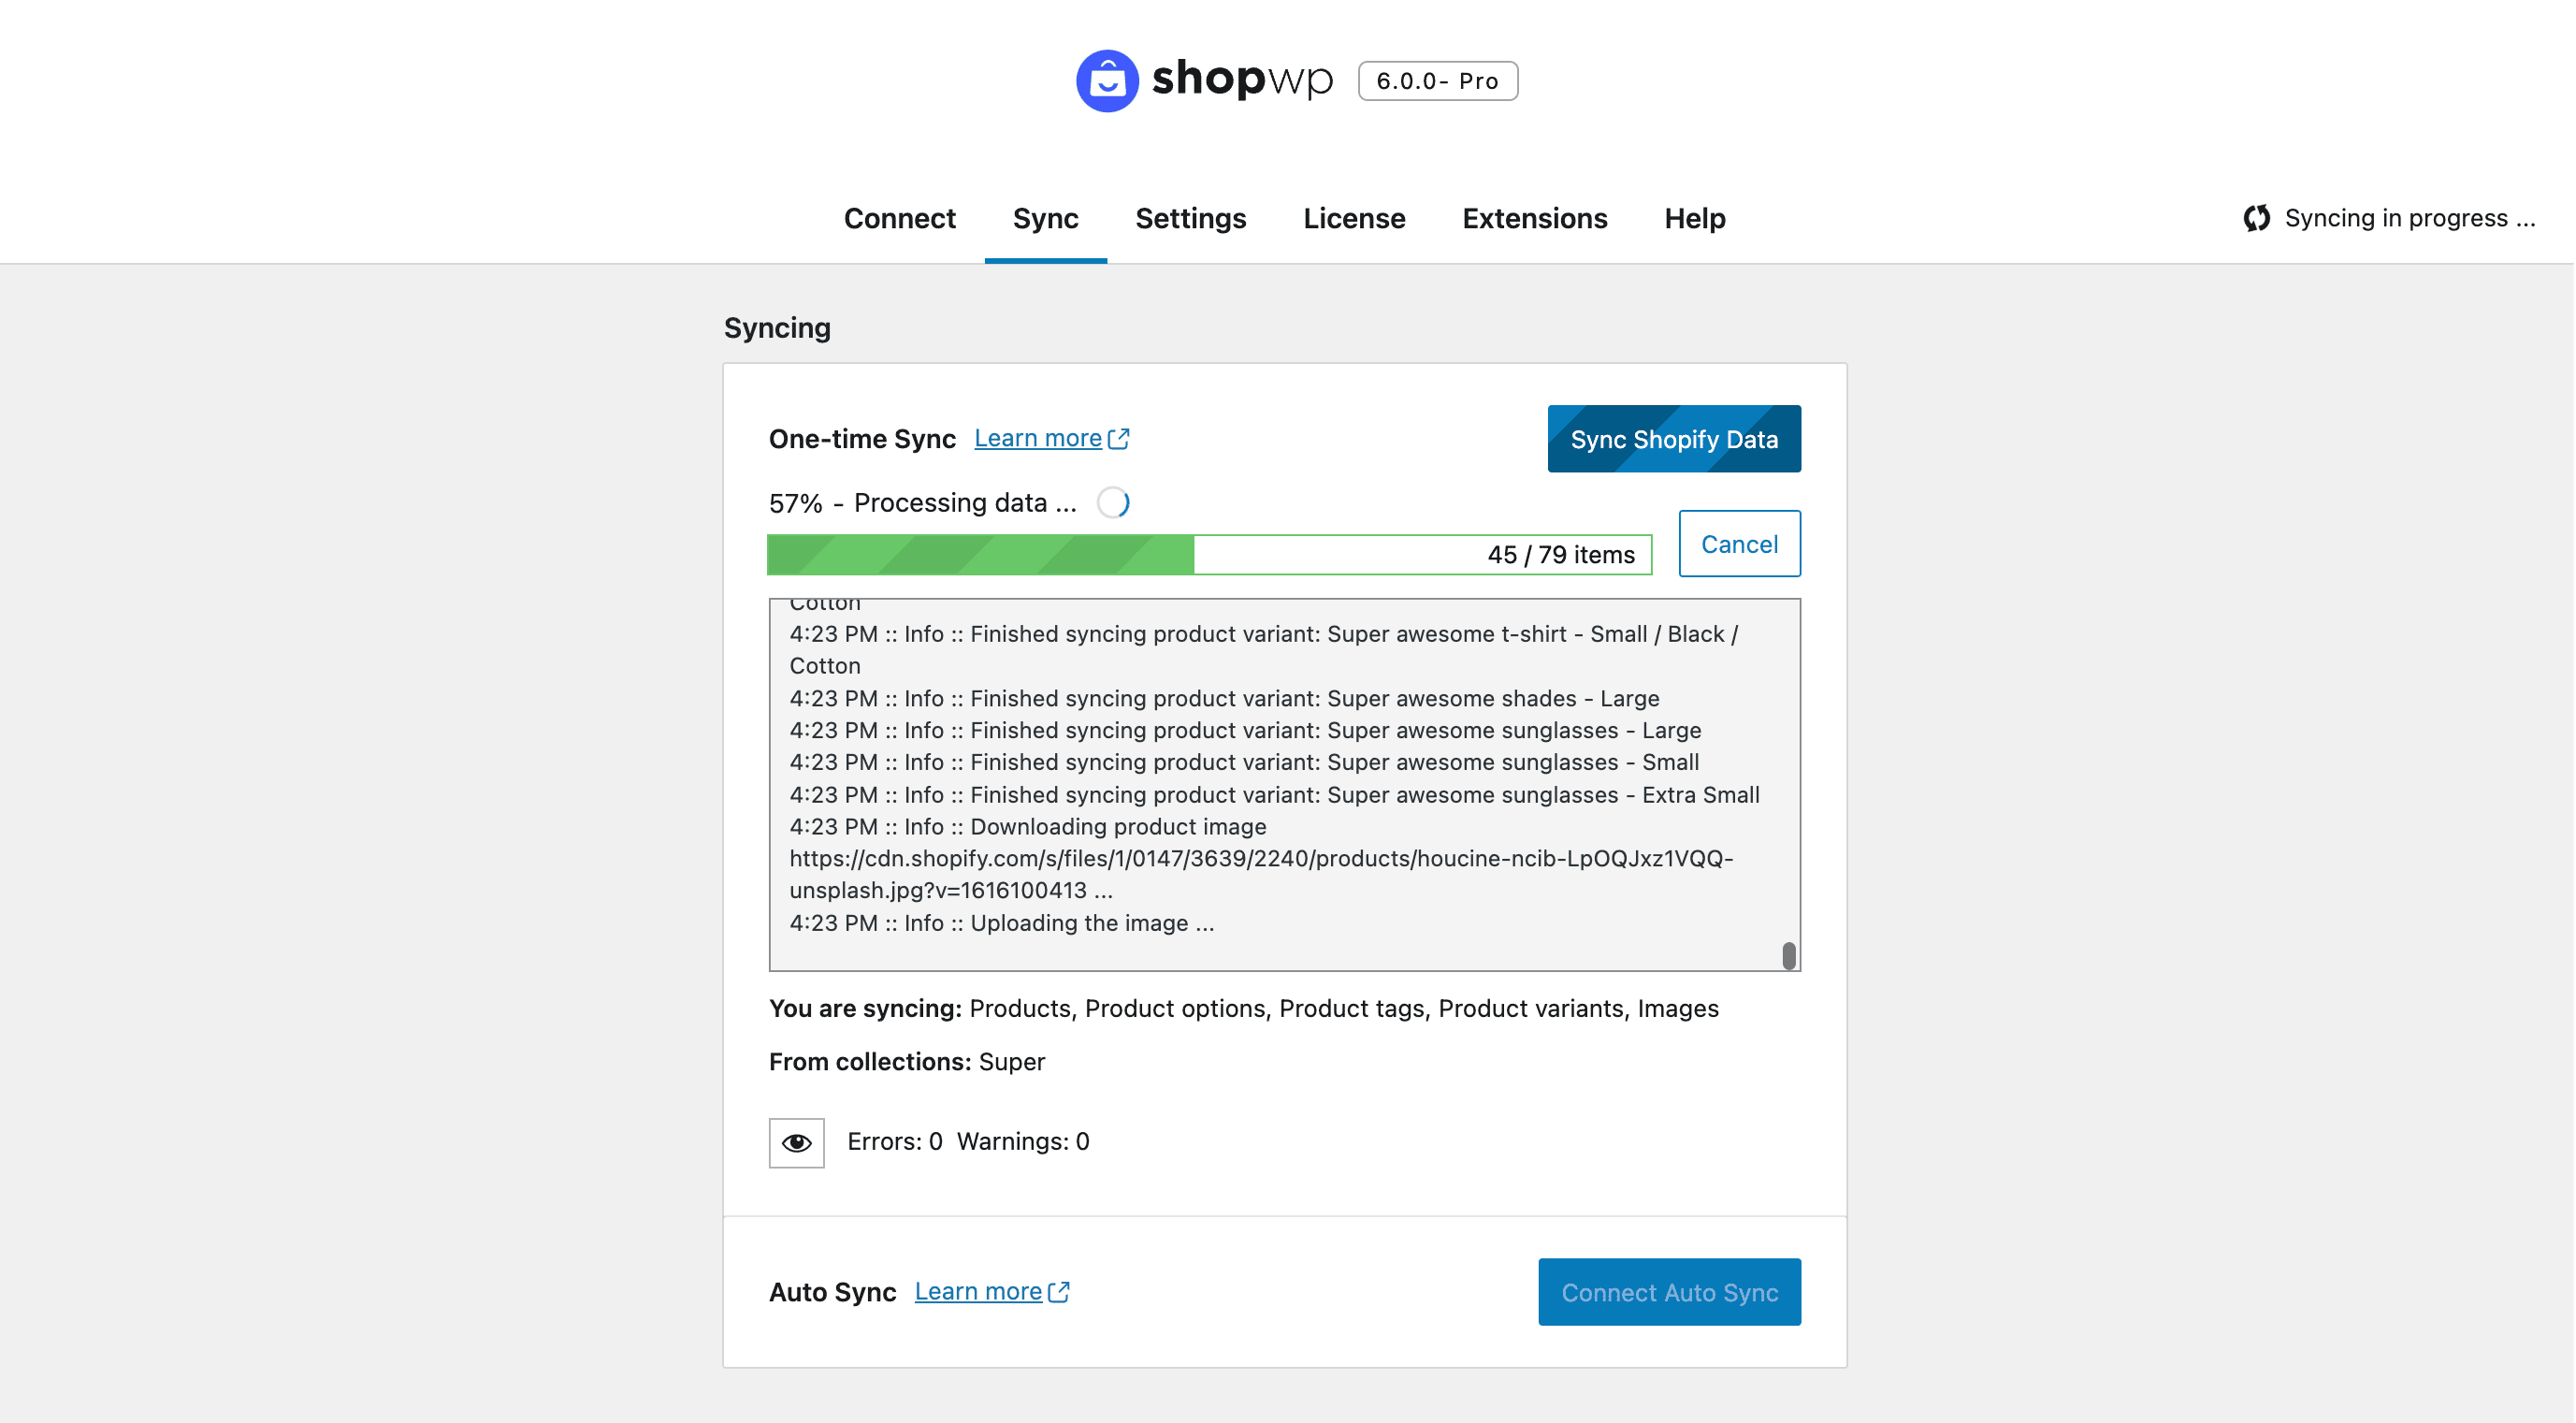 shopwp 6.0.0- Pro
Connect Sync Settings License Extensions Help Syncing in progress ...
Syncing
One-time Sync Learn more Sync Shopify Data
57% - Processing data ...
45 / 79 items Cancel
Cotton
4:23 PM :: Info :: Finished syncing product variant: Super awesome t-shirt - Small / Black /
Cotton
4:23 PM :: Info :: Finished syncing product variant: Super awesome shades - Large
4:23 PM :: Info :: Finished syncing product variant: Super awesome sunglasses - Large
4:23 PM :: Info :: Finished syncing product variant: Super awesome sunglasses - Small
4:23 PM :: Info :: Finished syncing product variant: Super awesome sunglasses - Extra Small
4:23 PM :: Info :: Downloading product image
https://cdn.shopify.com/s/files/1/0147/3639/2240/products/houcine-ncib-LpOQJxz1VQQ-
unsplash.jpg?v=1616100413 ...
4:23 PM :: Info :: Uploading the image ...
You are syncing: Products, Product options, Product tags, Product variants, Images
From collections: Super
Errors: 0 Warnings: 0
Auto Sync Learn more Connect Auto Sync